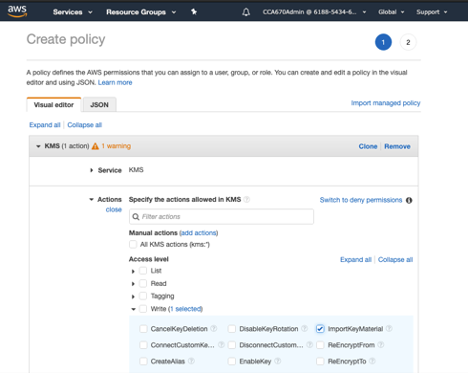 aws Services Resource Groups CCA670Admin @ 6188-5434-6... Global Support
Create policy 1 2
A policy defines the AWS permissions that you can assign to a user, group, or role. You can create and edit a policy in the visual
editor and using JSON. Learn more
Visual editor JSON Import managed policy
Expand all | Collapse all
KMS (1 action) 1 warning Clone | Remove
Service KMS
Actions Specify the actions allowed in KMS ? Switch to deny permissions
close
Filter actions
Manual actions (add actions)
All KMS actions (kms:*)
Access level Expand all | Collapse all
List
Read
Tagging
Write (1 selected)
CancelKeyDeletion ? DisableKeyRotation ? ImportKeyMaterial ?
ConnectCustomKe... ? DisconnectCustom... ? ReEncryptFrom ?
CreateAlias ? EnableKey ? ReEncryptTo ?